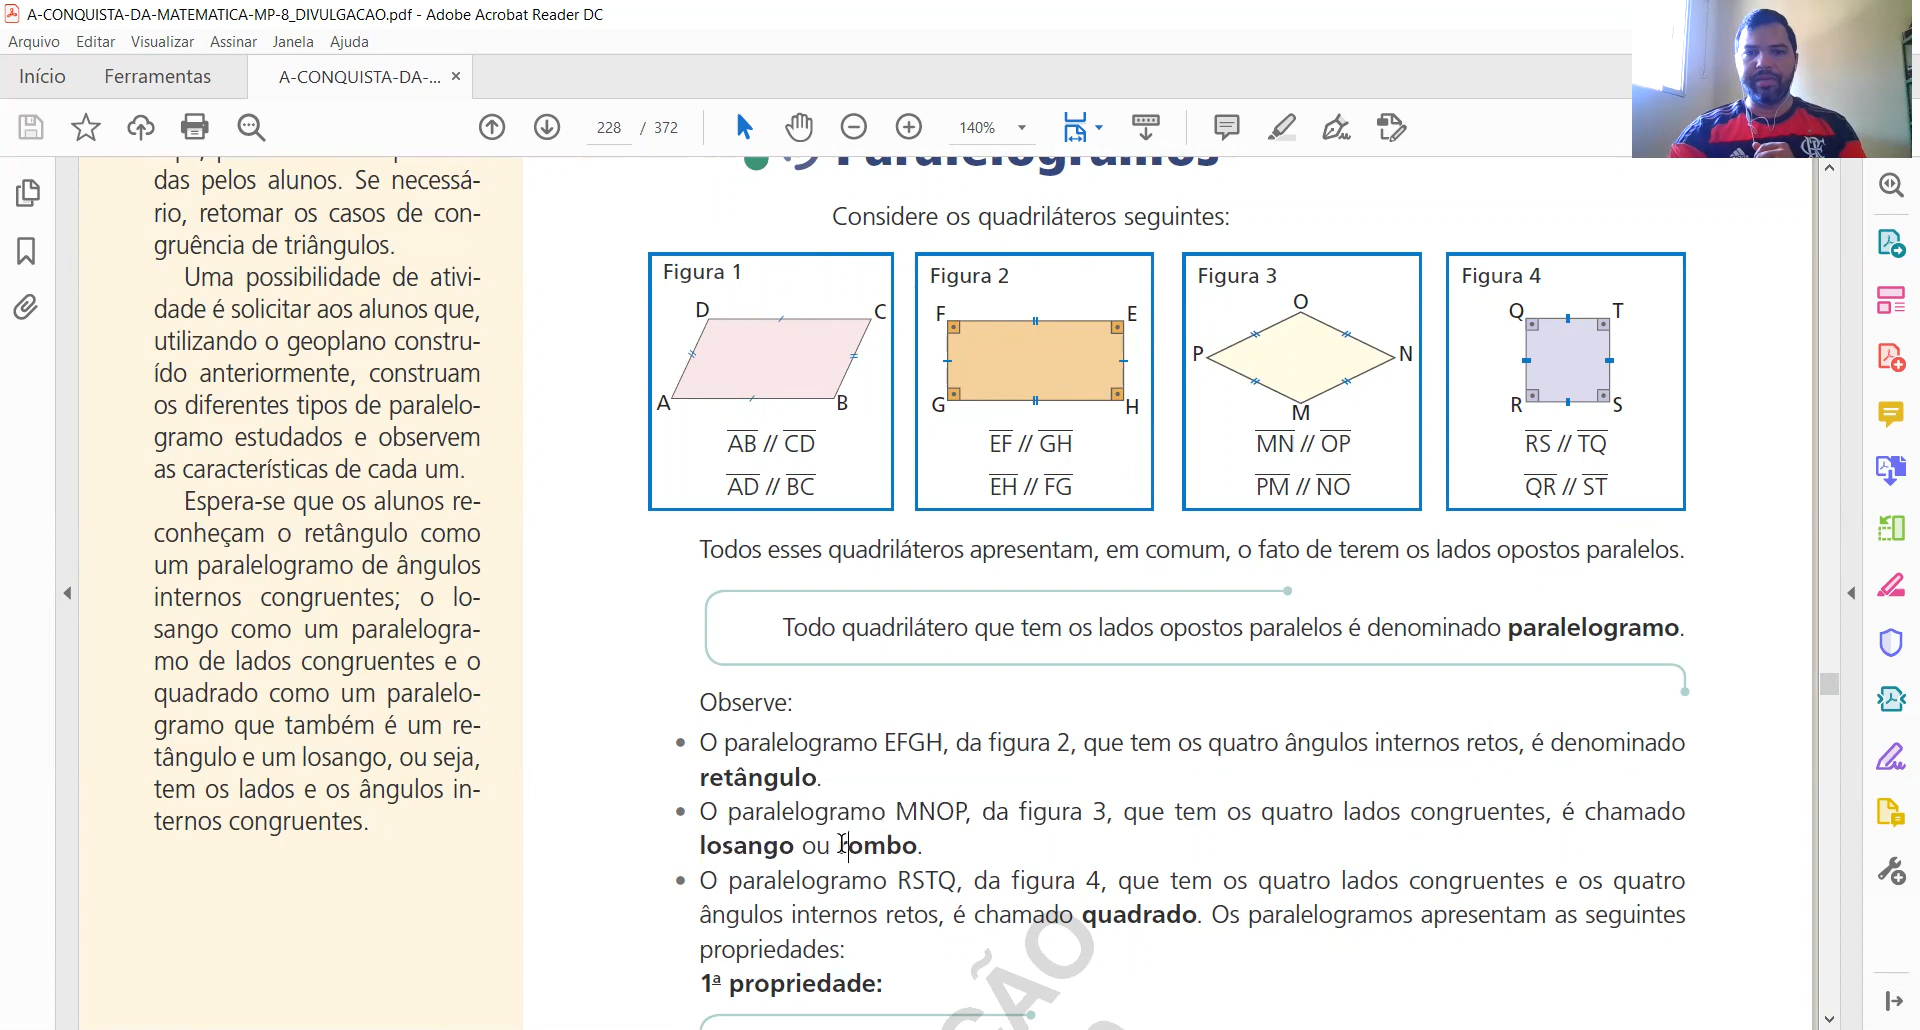 A-CONQUISTA-DA-MATEMATICA-MP-8_DIVULGACAO.pdf - Adobe Acrobat Reader DC
Arquivo Editar Visualizar Assinar Janela Ajuda
Início Ferramentas A-CONQUISTA-DA-... ×
228 / 372 140%
das pelos alunos. Se necessá-
rio, retomar os casos de con-
gruência de triângulos.
Uma possibilidade de ativi-
dade é solicitar aos alunos que,
utilizando o geoplano constru-
ído anteriormente, construam
os diferentes tipos de paralelo-
gramo estudados e observem
as características de cada um.
Espera-se que os alunos re-
conheçam o retângulo como
um paralelogramo de ângulos
internos congruentes; o lo-
sango como um paralelogra-
mo de lados congruentes e o
quadrado como um paralelo-
gramo que também é um re-
tângulo e um losango, ou seja,
tem os lados e os ângulos in-
ternos congruentes.
Paralelogramos
Considere os quadriláteros seguintes:
Figura 1
D C
A B
AB // CD
AD // BC
Figura 2
F E
G H
EF // GH
EH // FG
Figura 3
O
P N
M
MN // OP
PM // NO
Figura 4
Q T
R S
RS // TQ
QR // ST
Todos esses quadriláteros apresentam, em comum, o fato de terem os lados opostos paralelos.
Todo quadrilátero que tem os lados opostos paralelos é denominado paralelogramo.
Observe:
• O paralelogramo EFGH, da figura 2, que tem os quatro ângulos internos retos, é denominado
retângulo.
• O paralelogramo MNOP, da figura 3, que tem os quatro lados congruentes, é chamado
losango ou rombo.
• O paralelogramo RSTQ, da figura 4, que tem os quatro lados congruentes e os quatro
ângulos internos retos, é chamado quadrado. Os paralelogramos apresentam as seguintes
propriedades:
1ª propriedade:
ÇÃO